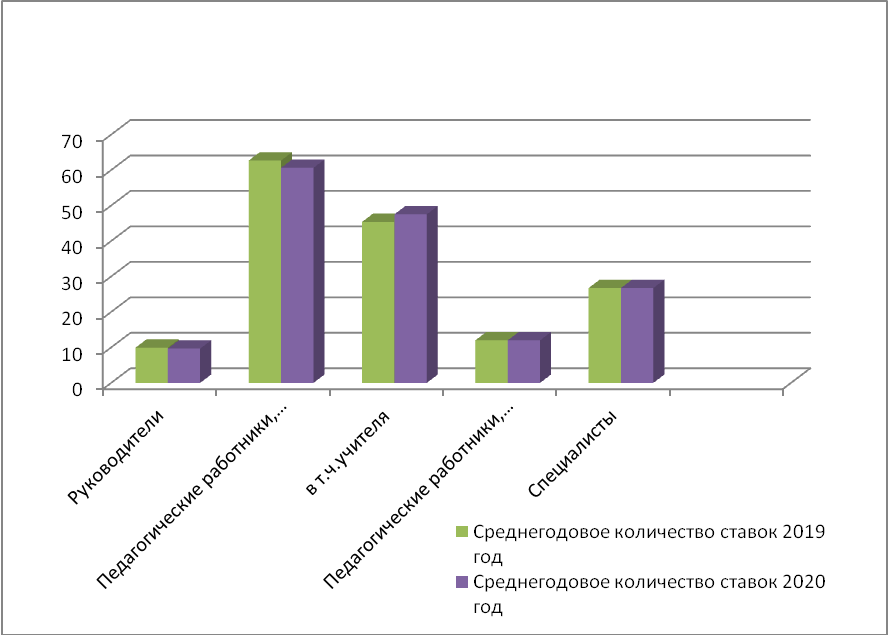 70
60
50
40
30
20
10
0
Руководители
Педагогические работники,...
в т.ч.учителя
Педагогические работники,...
Специалисты
Среднегодовое количество ставок 2019
год
Среднегодовое количество ставок 2020
год